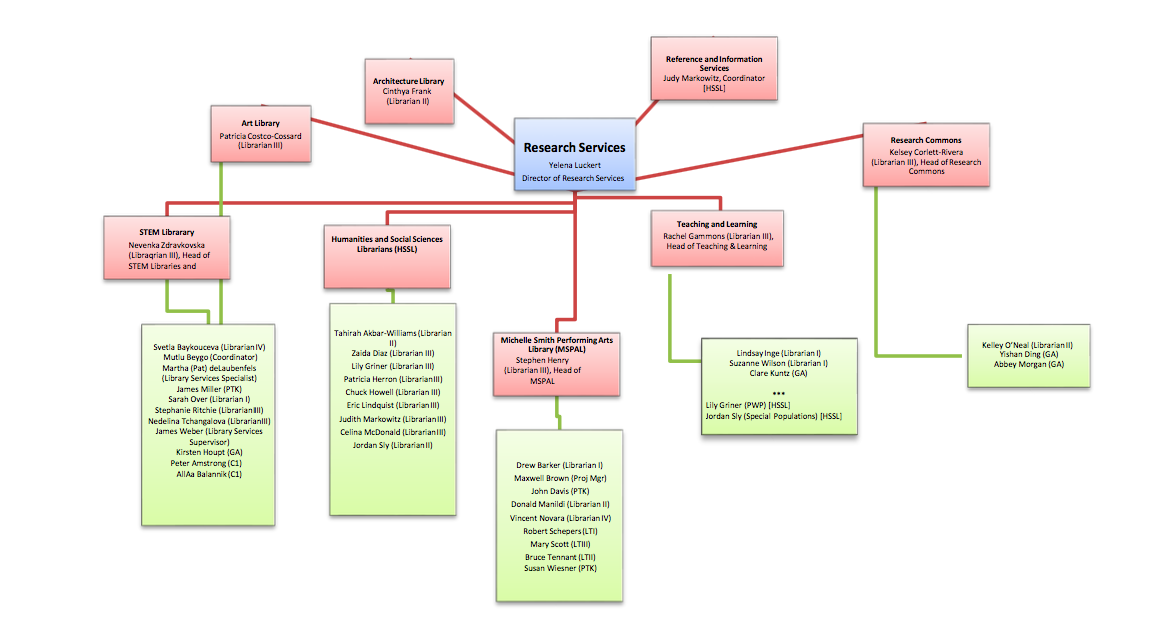 Reference and Information
Services
Judy Markowitz, Coordinator
[HSSL]
Architecture Library
Cinthya Frank
(Librarian II)
Art Library
Patricia Costco-Cossard
(Librarian III)
Research Services
Yelena Luckert
Director of Research Services
Research Commons
Kelsey Corlett-Rivera
(Librarian III), Head of Research
Commons
STEM Librarary
Nevenka Zdravkovska
(Libraqrian III), Head of
STEM Libraries and
Humanities and Social Sciences
Librarians (HSSL)
Teaching and Learning
Rachel Gammons (Librarian III),
Head of Teaching & Learning
Michelle Smith Performing Arts
Library (MSPAL)
Stephen Henry
(Librarian III), Head of
MSPAL
Svetla Baykouceva (Librarian IV)
Mutlu Beygo (Coordinator)
Martha (Pat) deLaubenfels
(Library Services Specialist)
James Miller (PTK)
Sarah Over (Librarian I)
Stephanie Ritchie (Librarian III)
Nedelina Tchangalova (Librarian III)
James Weber (Library Services
Supervisor)
Kirsten Houpt (GA)
Peter Amstrong (C1)
AllAa Balannik (C1)
Tahirah Akbar-Williams (Librarian
II)
Zaida Diaz (Librarian III)
Lily Griner (Librarian III)
Patricia Herron (Librarian III)
Chuck Howell (Librarian III)
Eric Lindquist (Librarian III)
Judith Markowitz (Librarian III)
Celina McDonald (Librarian III)
Jordan Sly (Librarian II)
Drew Barker (Librarian I)
Maxwell Brown (Proj Mgr)
John Davis (PTK)
Donald Manildi (Librarian II)
Vincent Novara (Librarian IV)
Robert Schepers (LTI)
Mary Scott (LTIII)
Bruce Tennant (LTII)
Susan Wiesner (PTK)
Lindsay Inge (Librarian I)
Suzanne Wilson (Librarian I)
Clare Kuntz (GA)
***
Lily Griner (PWP) [HSSL]
Jordan Sly (Special Populations) [HSSL]
Kelley O'Neal (Librarian II)
Yishan Ding (GA)
Abbey Morgan (GA)